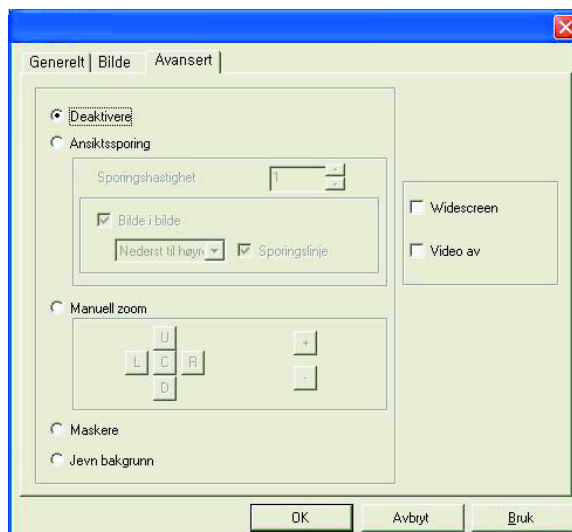 Generelt Bilde Avansert
Deaktivere
Ansiktssporing
Sporingshastighet 1
Bilde i bilde
Nederst til høyre Sporingslinje
Widescreen
Video av
Manuell zoom
U
L C R
D
+
-
Maskere
Jevn bakgrunn
OK Avbryt Bruk